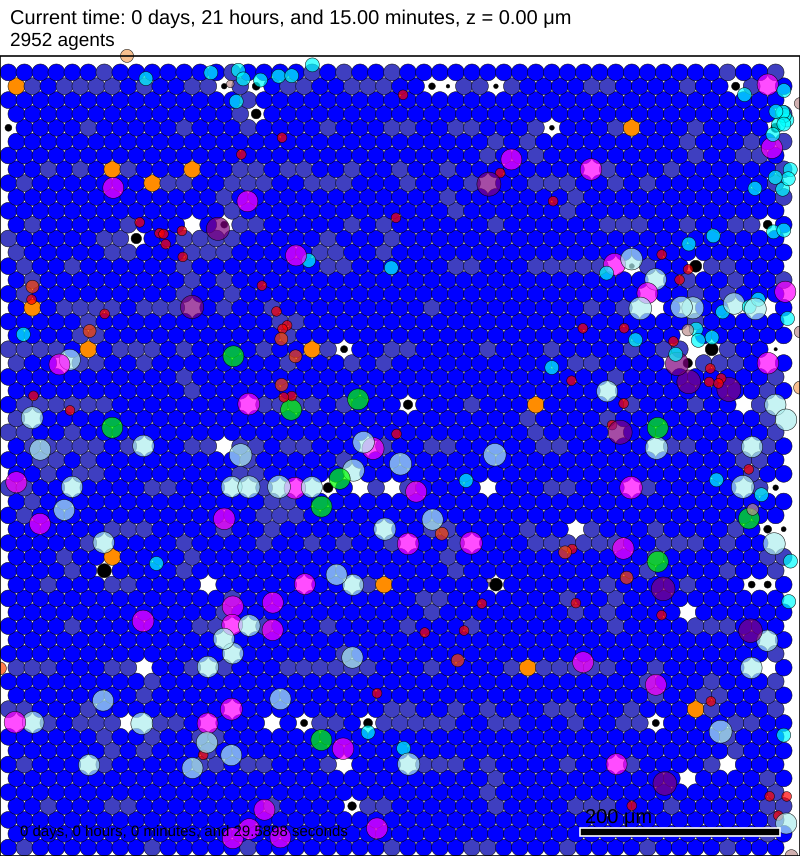 Current time: 0 days, 21 hours, and 15.00 minutes, z = 0.00 μm
2952 agents
200 μm
0 days, 0 hours, 0 minutes, and 29.5898 seconds